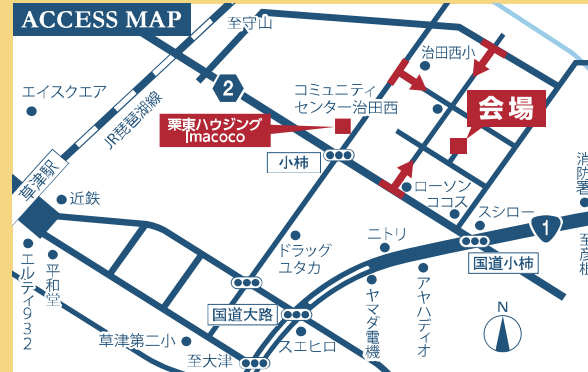 ACCESS MAP
至守山
治田西小
エイスクエア
2
コミュニティ
センター治田西
JR琵琶湖線
栗東ハウジング
imacoco
会場
小柿
消防署
草津駅
近鉄
ローソン
ココス
スシロー
1
ドラッグ
ユタカ
ニトリ
国道小柿
至彦根
エルティ932
平和堂
ヤマダ電機
アヤハディオ
国道大路
N
草津第二小
スエヒロ
至大津